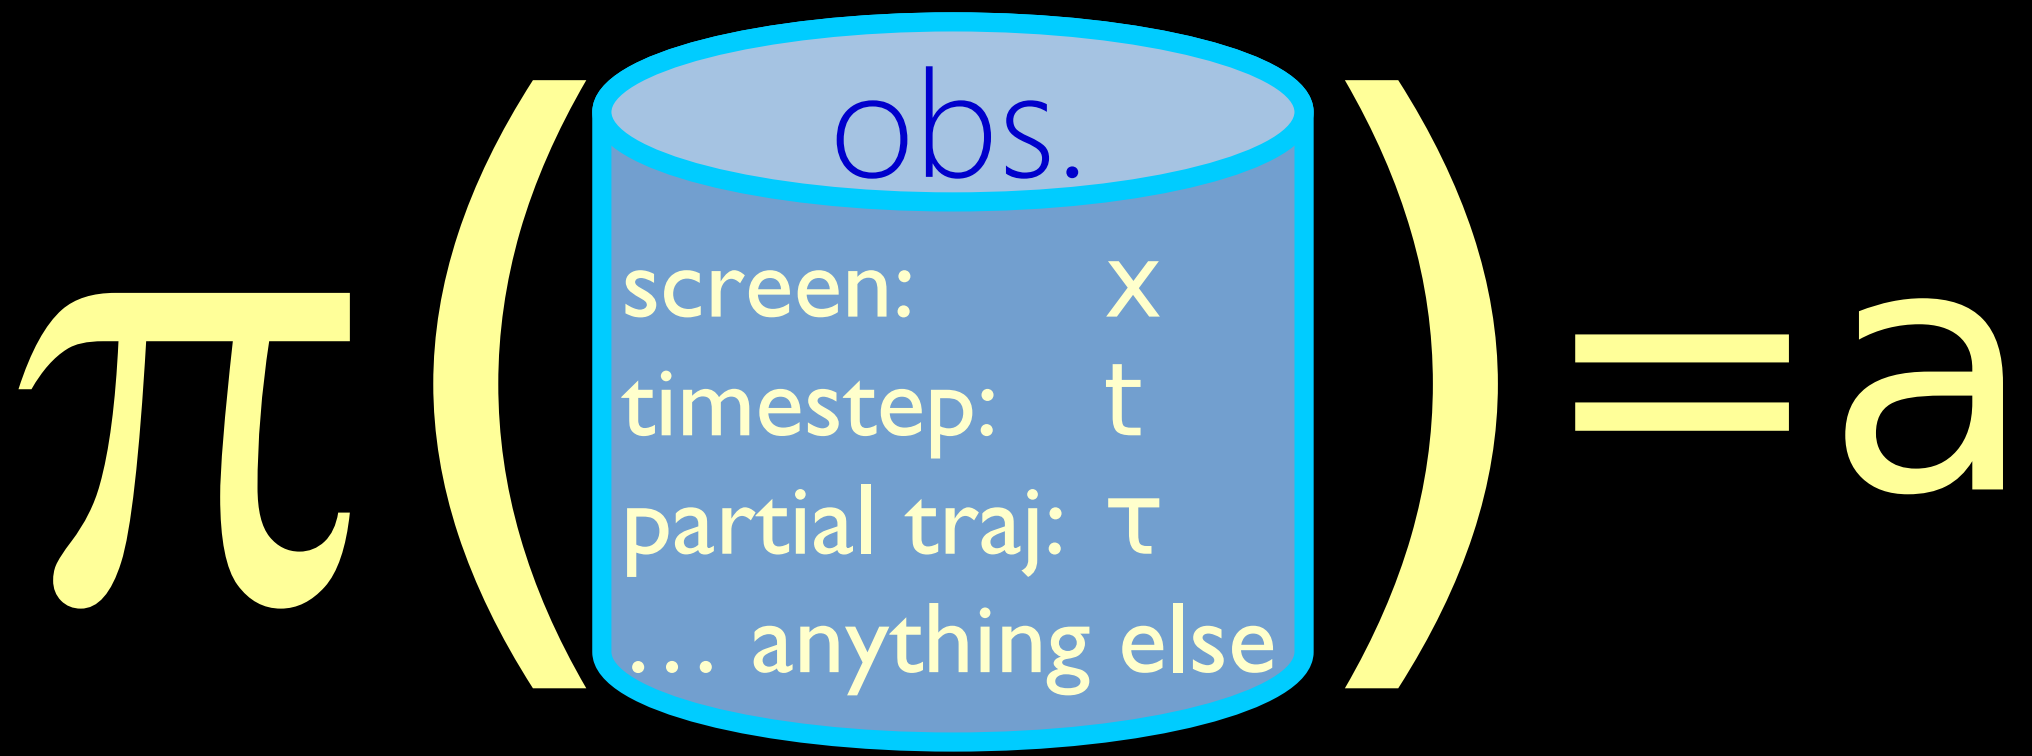 π(
obs.
screen: x
timestep: t
partial traj: τ
... anything else
)=a